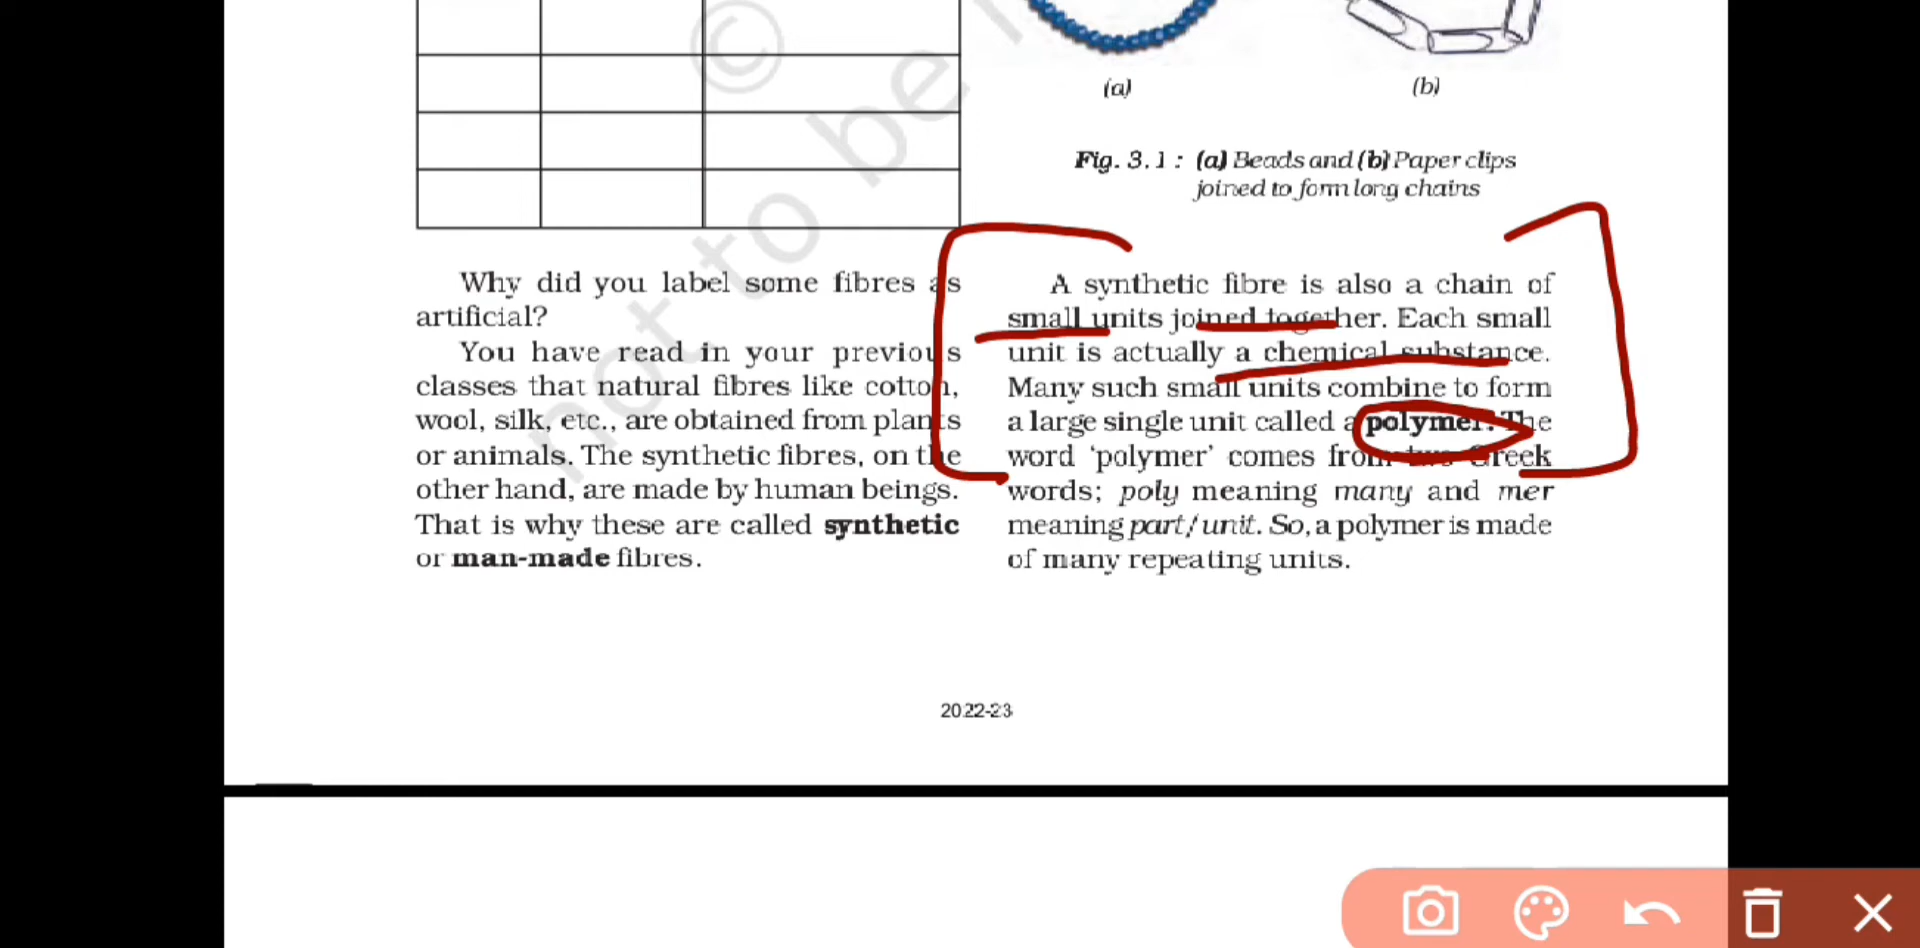 ©
not to be
(a)
(b)
Fig. 3.1 : (a) Beads and (b) Paper clips
joined to form long chains
Why did you label some fibres as
artificial?
You have read in your previous
classes that natural fibres like cotton,
wool, silk, etc., are obtained from plants
or animals. The synthetic fibres, on the
other hand, are made by human beings.
That is why these are called synthetic
or man-made fibres.
A synthetic fibre is also a chain of
small units joined together. Each small
unit is actually a chemical substance.
Many such small units combine to form
a large single unit called a polymer. The
word ‘polymer’ comes from two Greek
words; poly meaning many and mer
meaning part/unit. So, a polymer is made
of many repeating units.
2022-23